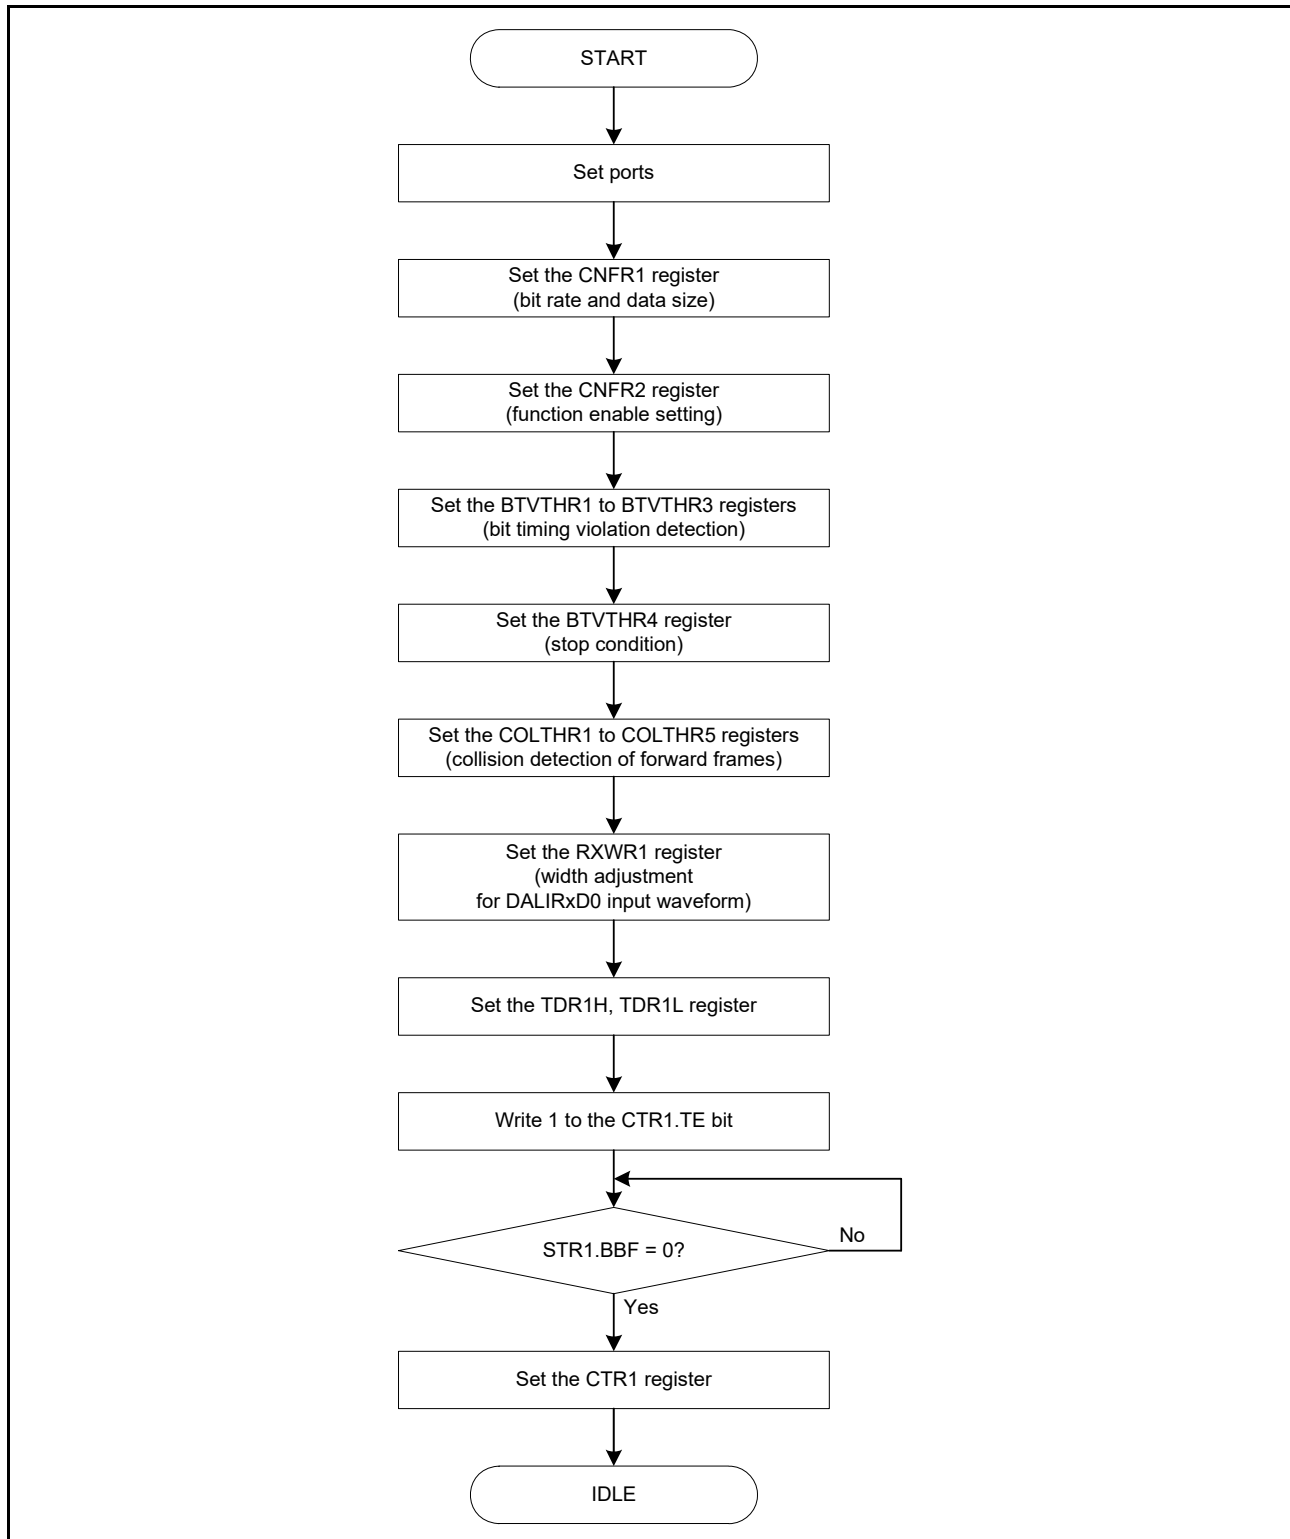 START
Set ports
Set the CNFR1 register
(bit rate and data size)
Set the CNFR2 register
(function enable setting)
Set the BTVTHR1 to BTVTHR3 registers
(bit timing violation detection)
Set the BTVTHR4 register
(stop condition)
Set the COLTHR1 to COLTHR5 registers
(collision detection of forward frames)
Set the RXWR1 register
(width adjustment
for DALIRxD0 input waveform)
Set the TDR1H, TDR1L register
Write 1 to the CTR1.TE bit
STR1.BBF = 0?
No
Yes
Set the CTR1 register
IDLE